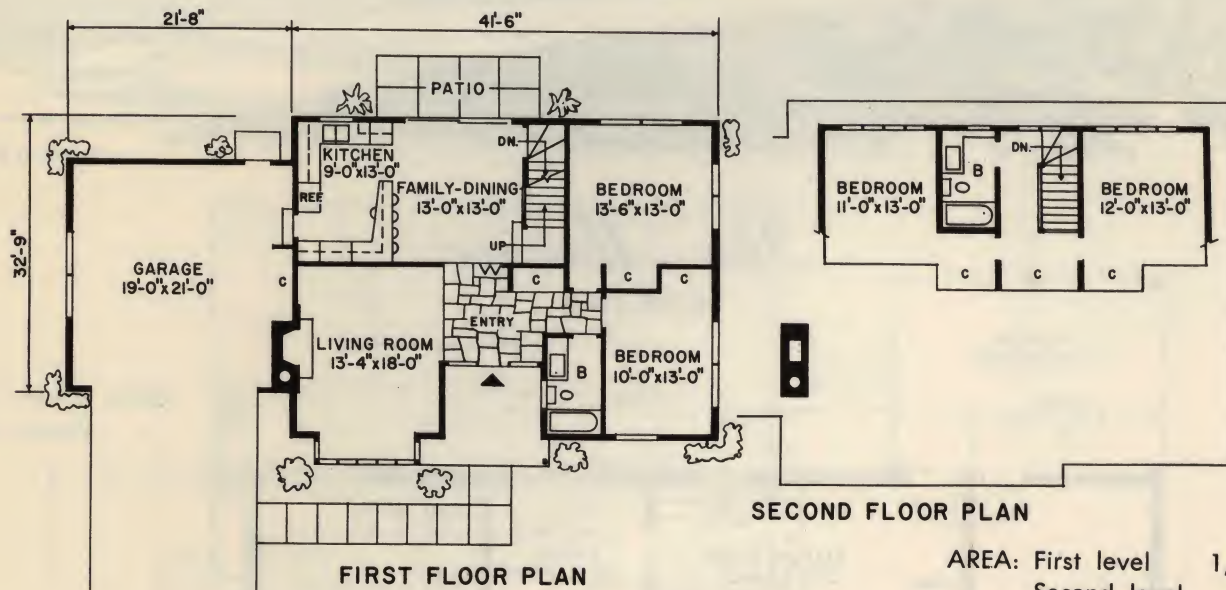 21'-8"
41'-6"
32'-9"
PATIO
KITCHEN
9'-0"x13'-0"
REF
FAMILY-DINING
13'-0"x13'-0"
DN.
UP
BEDROOM
13'-6"x13'-0"
GARAGE
19'-0"x21'-0"
C
C
C
C
LIVING ROOM
13'-4"x18'-0"
ENTRY
B
BEDROOM
10'-0"x13'-0"
FIRST FLOOR PLAN
BEDROOM
11'-0"x13'-0"
B
DN.
BEDROOM
12'-0"x13'-0"
C
C
C
SECOND FLOOR PLAN
AREA: First level 1,
Second level